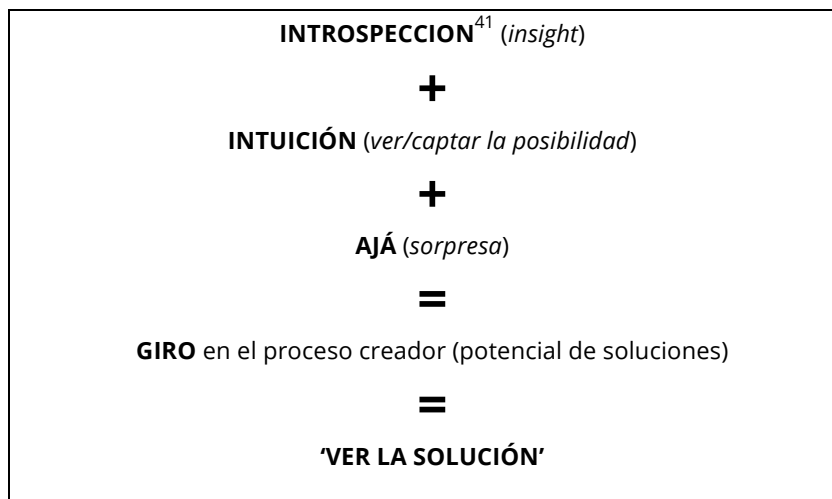 INTROSPECCION⁴¹ (insight)
+
INTUICIÓN (ver/captar la posibilidad)
+
AJÁ (sorpresa)
=
GIRO en el proceso creador (potencial de soluciones)
=
‘VER LA SOLUCIÓN’